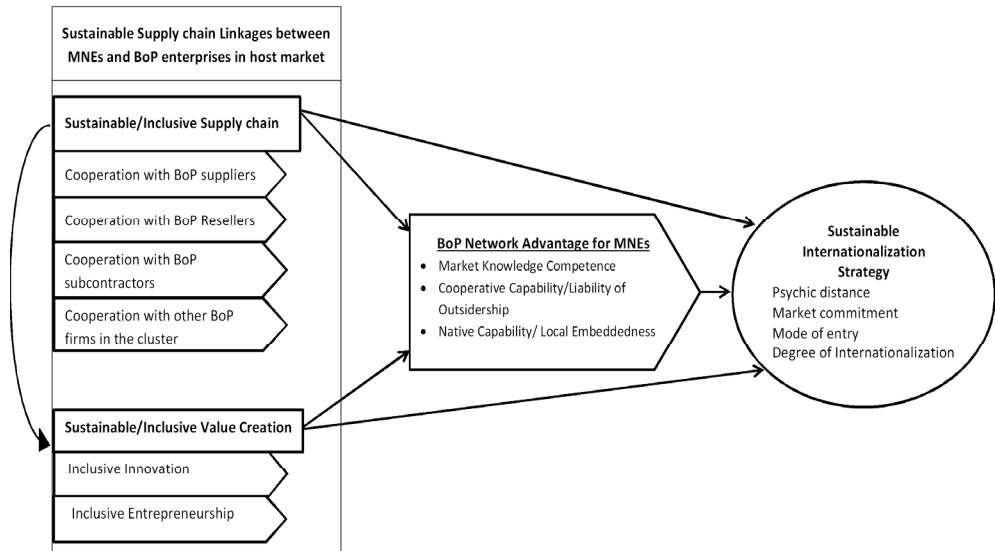 Sustainable Supply chain Linkages between
MNEs and BoP enterprises in host market
Sustainable/Inclusive Supply chain
Cooperation with BoP suppliers
Cooperation with BoP Resellers
Cooperation with BoP
subcontractors
Cooperation with other BoP
firms in the cluster
Sustainable/Inclusive Value Creation
Inclusive Innovation
Inclusive Entrepreneurship
BoP Network Advantage for MNEs
• Market Knowledge Competence
• Cooperative Capability/Liability of
Outsidership
• Native Capability/ Local Embeddedness
Sustainable
Internationalization
Strategy
Psychic distance
Market commitment
Mode of entry
Degree of Internationalization